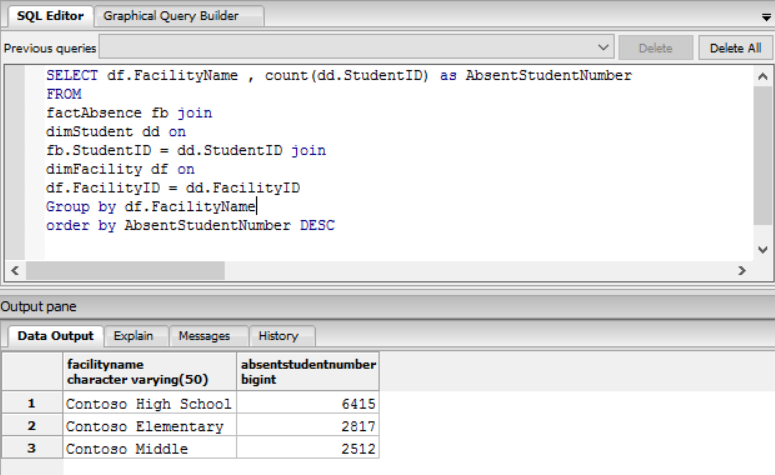 SQL Editor Graphical Query Builder
Previous queries Delete Delete All
SELECT df.FacilityName , count(dd.StudentID) as AbsentStudentNumber
FROM
factAbsence fb join
dimStudent dd on
fb.StudentID = dd.StudentID join
dimFacility df on
df.FacilityID = dd.FacilityID
Group by df.FacilityName
order by AbsentStudentNumber DESC
Output pane
Data Output Explain Messages History
facilityname absentstudentnumber
character varying(50) bigint
1 Contoso High School 6415
2 Contoso Elementary 2817
3 Contoso Middle 2512